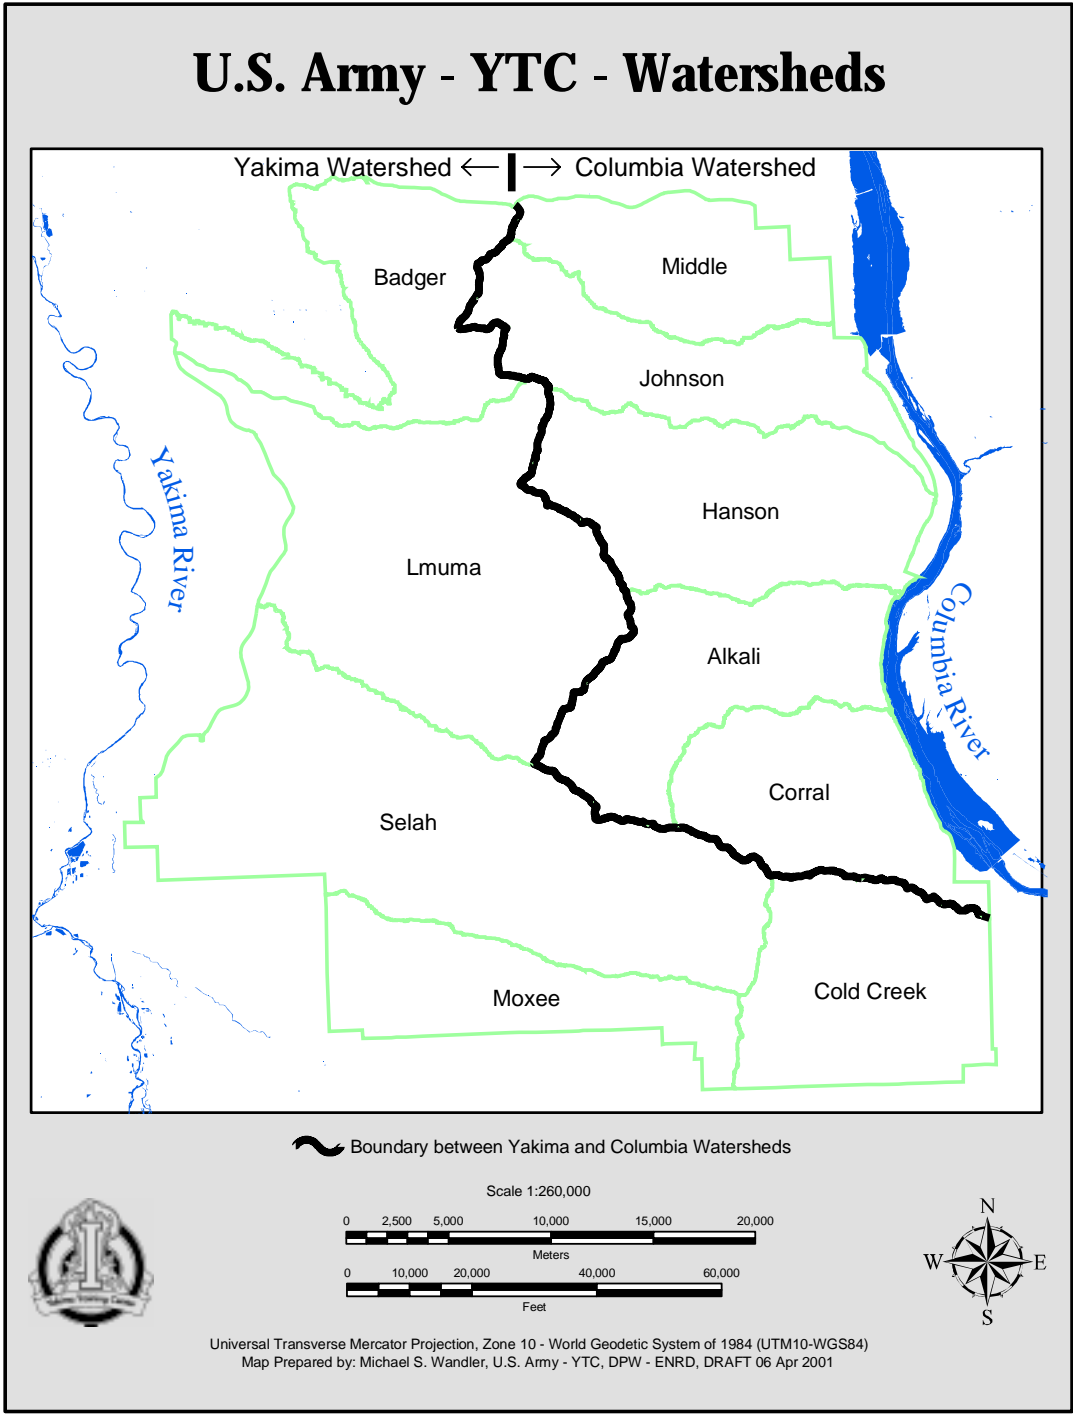 U.S. Army - YTC - Watersheds
Yakima Watershed
Columbia Watershed
Badger
Middle
Johnson
Yakima River
Hanson
Lmuma
Columbia River
Alkali
Corral
Selah
Moxee
Cold Creek
Boundary between Yakima and Columbia Watersheds
Scale 1:260,000
0 2,500 5,000 10,000 15,000 20,000
Meters
0 10,000 20,000 40,000 60,000
Feet
I
N
W E
S
Universal Transverse Mercator Projection, Zone 10 - World Geodetic System of 1984 (UTM10-WGS84)
Map Prepared by: Michael S. Wandler, U.S. Army - YTC, DPW - ENRD, DRAFT 06 Apr 2001